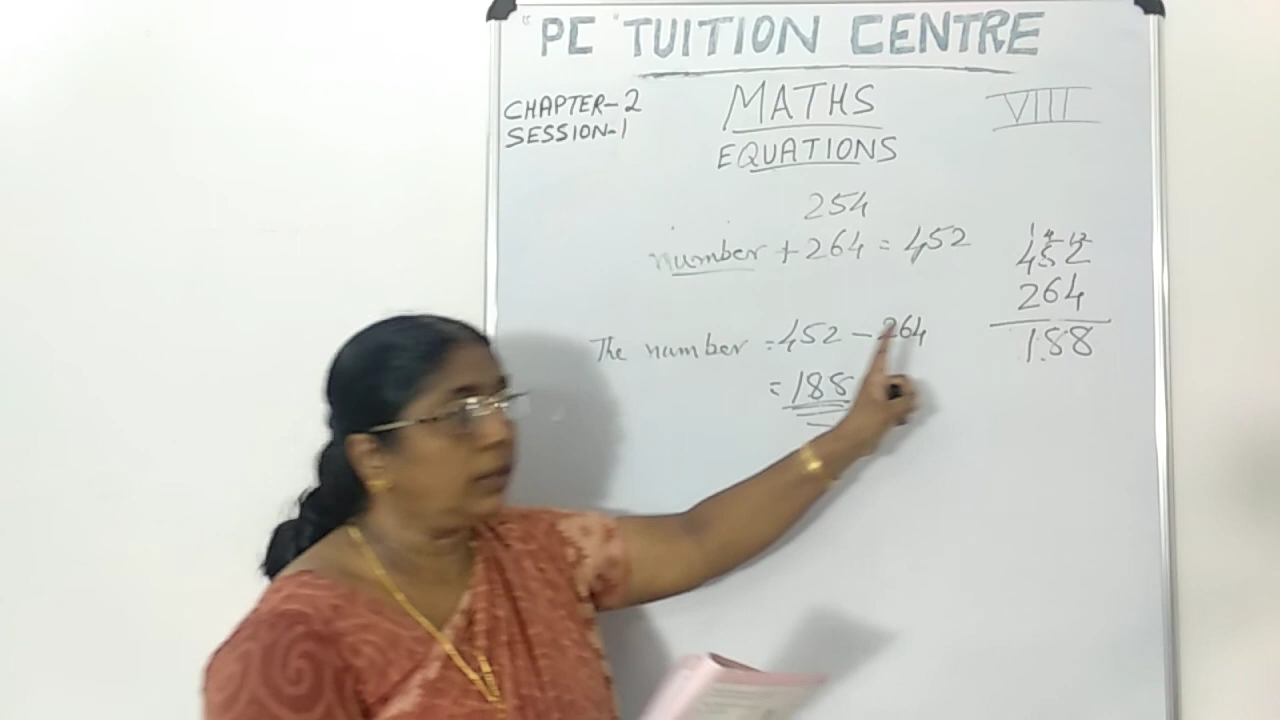 "PC" TUITION CENTRE
CHAPTER-2
SESSION-1
MATHS
EQUATIONS
VIII
254
number + 264 = 452
The number = 452 - 264
= 188
452
264
188